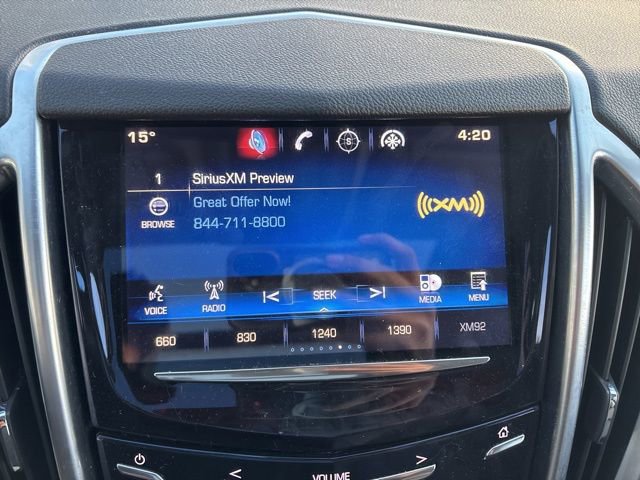 15° S 4:20
1 SiriusXM Preview
Great Offer Now!
844-711-8800
BROWSE
XM
VOICE RADIO SEEK MEDIA MENU
660 830 1240 1390 XM92
VOLUME